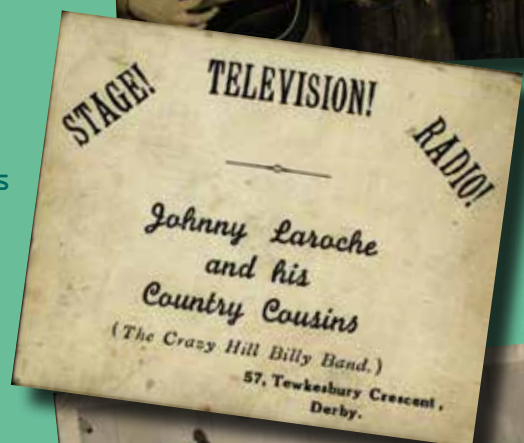 s
STAGE!
TELEVISION!
RADIO!
Johnny Laroche
and his
Country Cousins
(The Crazy Hill Billy Band.)
57, Tewkesbury Crescent,
Derby.